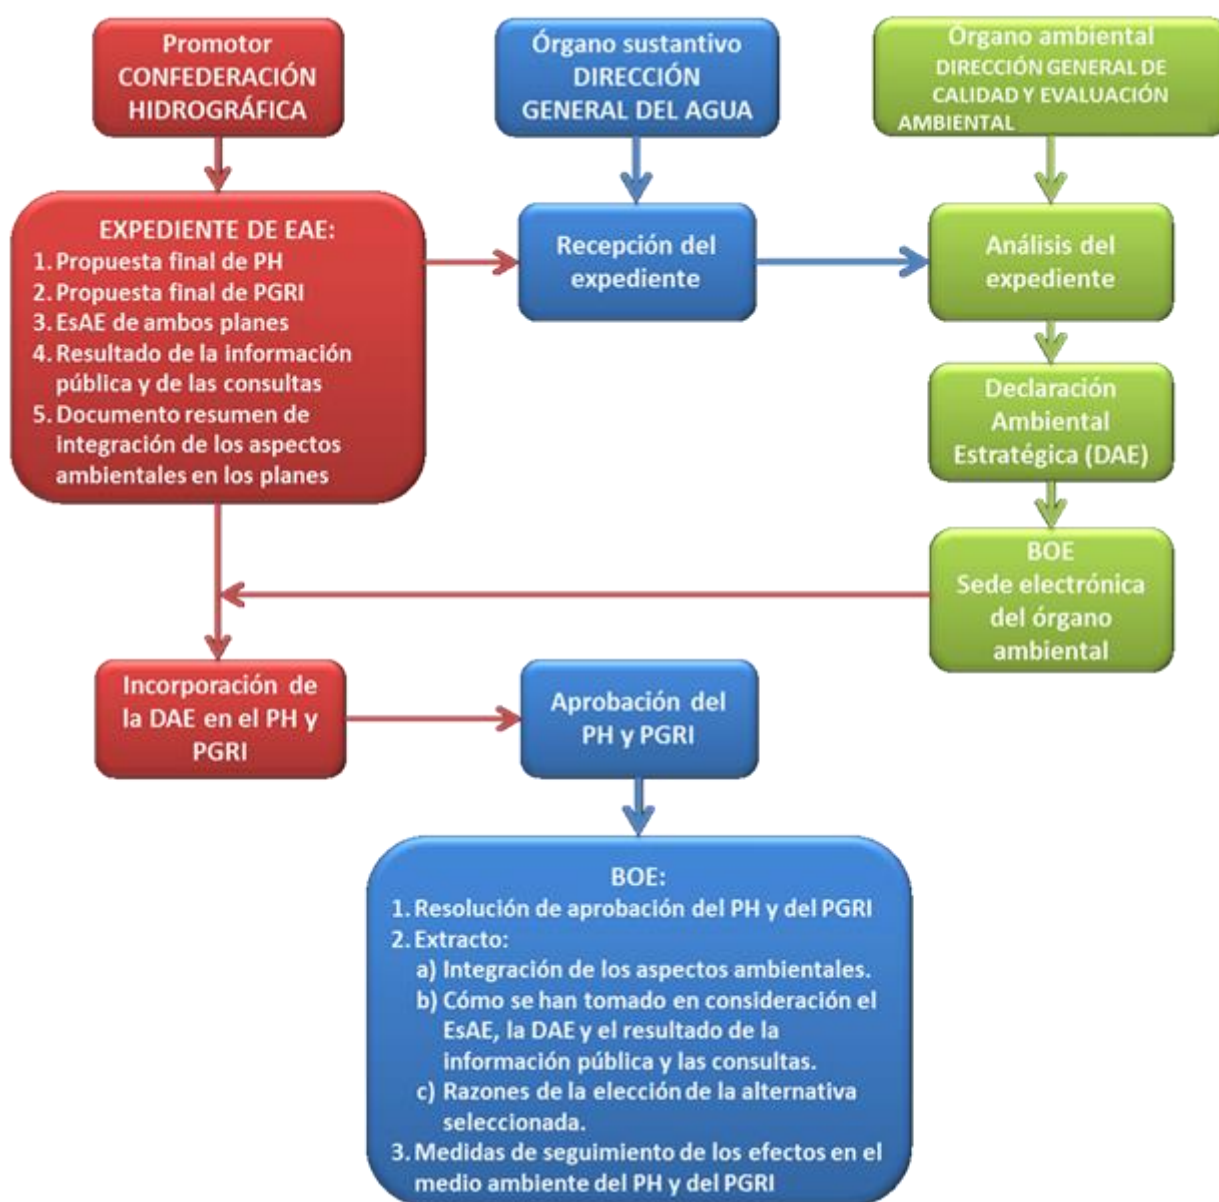 Promotor
CONFEDERACIÓN
HIDROGRÁFICA
Órgano sustantivo
DIRECCIÓN
GENERAL DEL AGUA
Órgano ambiental
DIRECCIÓN GENERAL DE
CALIDAD Y EVALUACIÓN
AMBIENTAL
EXPEDIENTE DE EAE:
1. Propuesta final de PH
2. Propuesta final de PGRI
3. EsAE de ambos planes
4. Resultado de la información
pública y de las consultas
5. Documento resumen de
integración de los aspectos
ambientales en los planes
Recepción del
expediente
Análisis del
expediente
Declaración
Ambiental
Estratégica (DAE)
BOE
Sede electrónica
del órgano
ambiental
Incorporación de
la DAE en el PH y
PGRI
Aprobación del
PH y PGRI
BOE:
1. Resolución de aprobación del PH y del PGRI
2. Extracto:
a) Integración de los aspectos ambientales.
b) Cómo se han tomado en consideración el
EsAE, la DAE y el resultado de la
información pública y las consultas.
c) Razones de la elección de la alternativa
seleccionada.
3. Medidas de seguimiento de los efectos en el
medio ambiente del PH y del PGRI